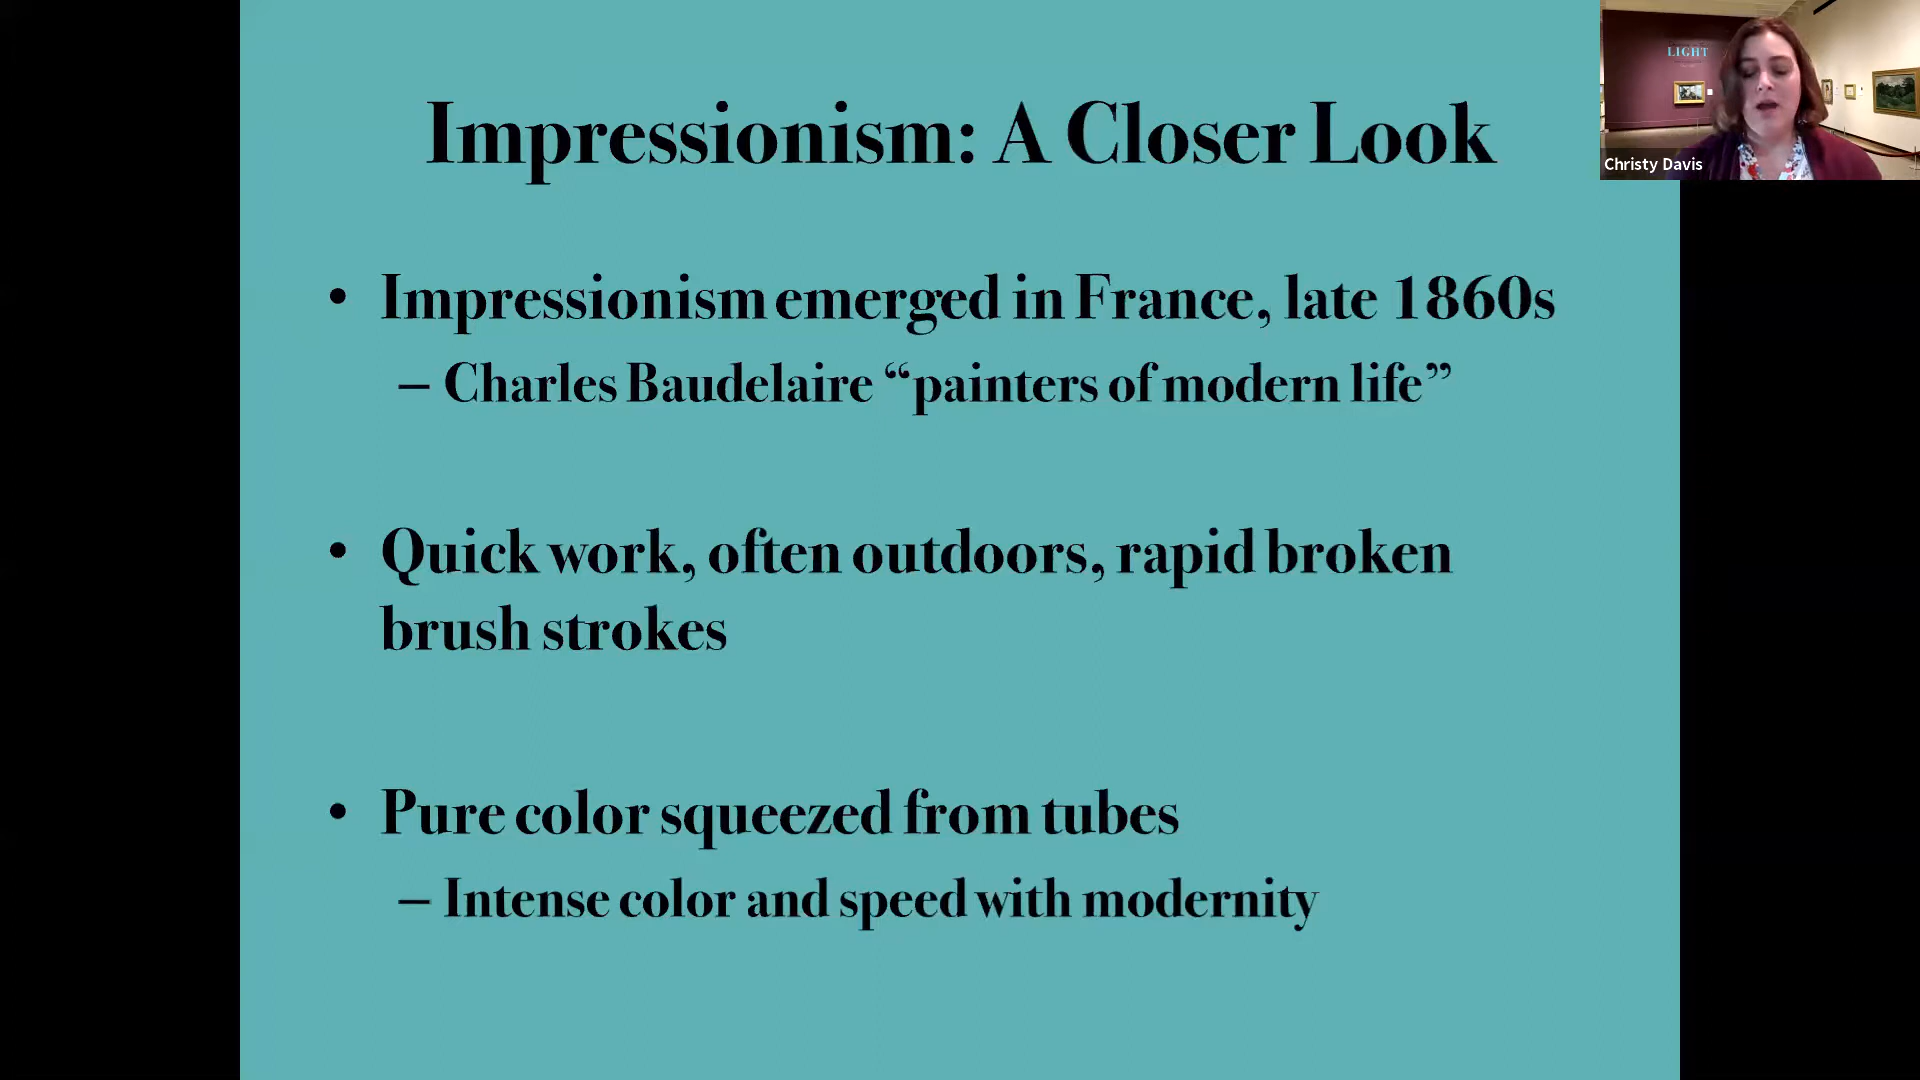 Impressionism: A Closer Look
• Impressionism emerged in France, late 1860s
– Charles Baudelaire “painters of modern life”
• Quick work, often outdoors, rapid broken
brush strokes
• Pure color squeezed from tubes
– Intense color and speed with modernity
LIGHT
Christy Davis